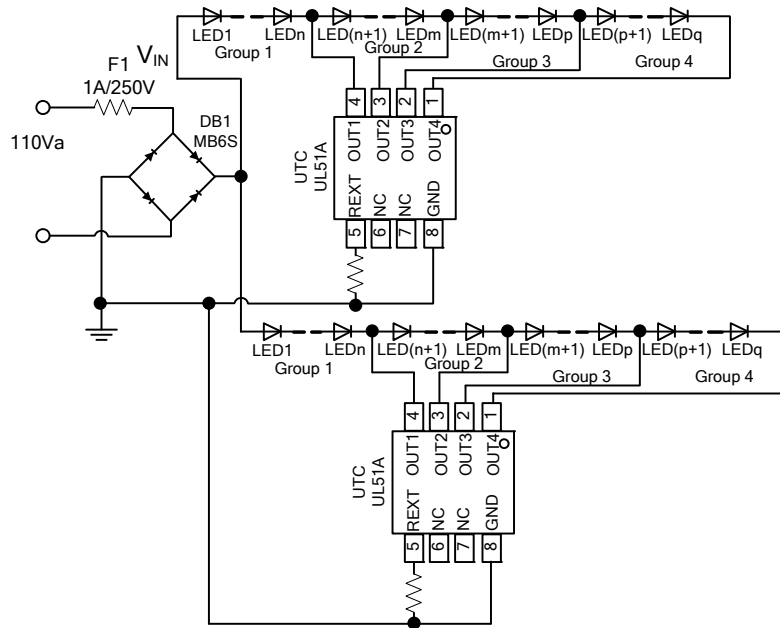 LED1 LEDn LED(n+1) LEDm LED(m+1) LEDp LED(p+1) LEDq
Group 1 Group 2 Group 3 Group 4
F1
1A/250V
VIN
110Va
DB1
MB6S
4 3 2 1
OUT1 OUT2 OUT3 OUT4
UTC
UL51A
REXT NC NC GND
5 6 7 8
LED1 LEDn LED(n+1) LEDm LED(m+1) LEDp LED(p+1) LEDq
Group 1 Group 2 Group 3 Group 4
4 3 2 1
OUT1 OUT2 OUT3 OUT4
UTC
UL51A
REXT NC NC GND
5 6 7 8